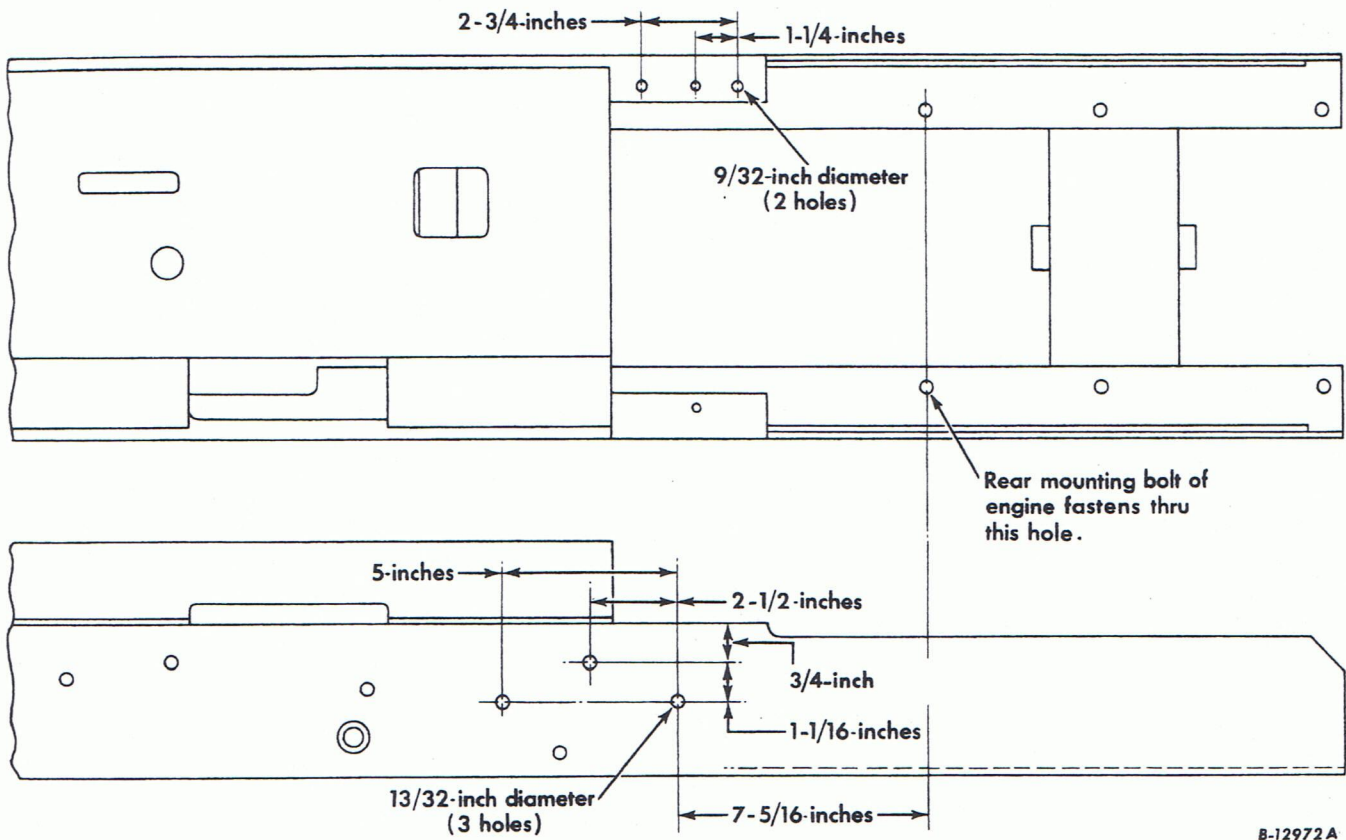 2-3/4-inches
1-1/4-inches
9/32-inch diameter
(2 holes)
Rear mounting bolt of
engine fastens thru
this hole.
5-inches
2-1/2-inches
3/4-inch
1-1/16-inches
13/32-inch diameter
(3 holes)
7-5/16-inches
B-12972A